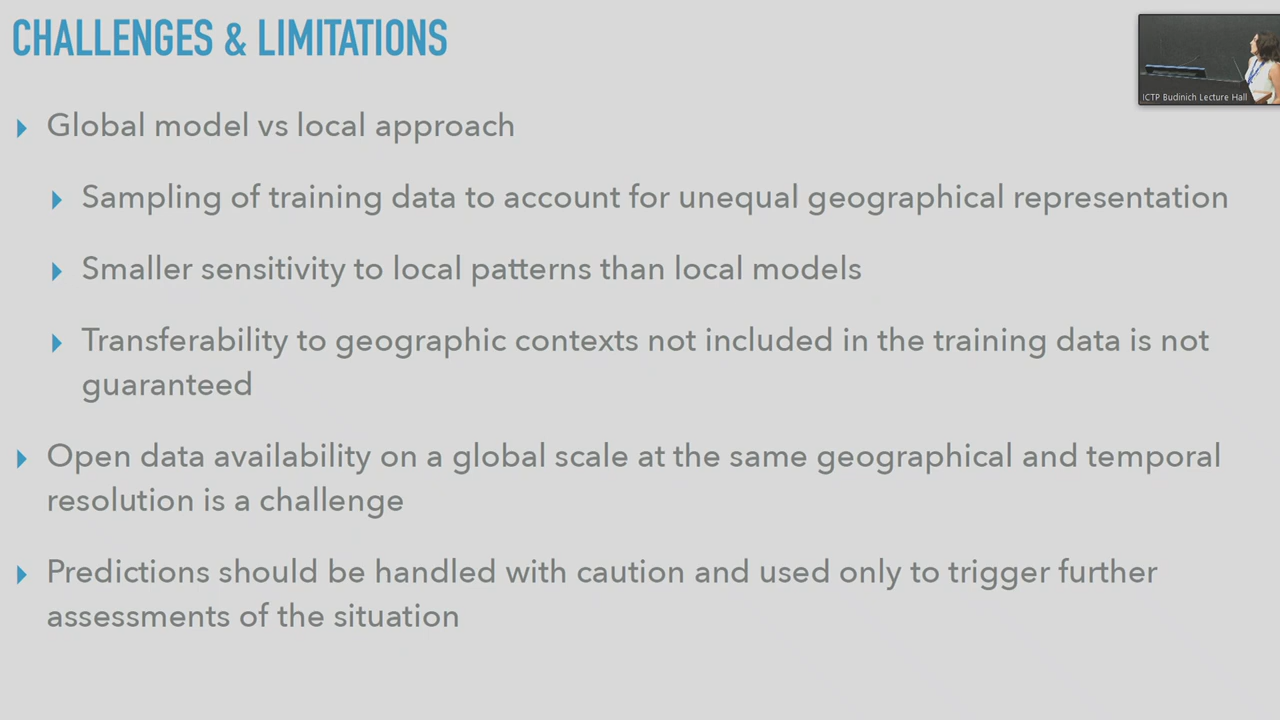 CHALLENGES & LIMITATIONS
ICTP Budinich Lecture Hall
Global model vs local approach
Sampling of training data to account for unequal geographical representation
Smaller sensitivity to local patterns than local models
Transferability to geographic contexts not included in the training data is not
guaranteed
Open data availability on a global scale at the same geographical and temporal
resolution is a challenge
Predictions should be handled with caution and used only to trigger further
assessments of the situation